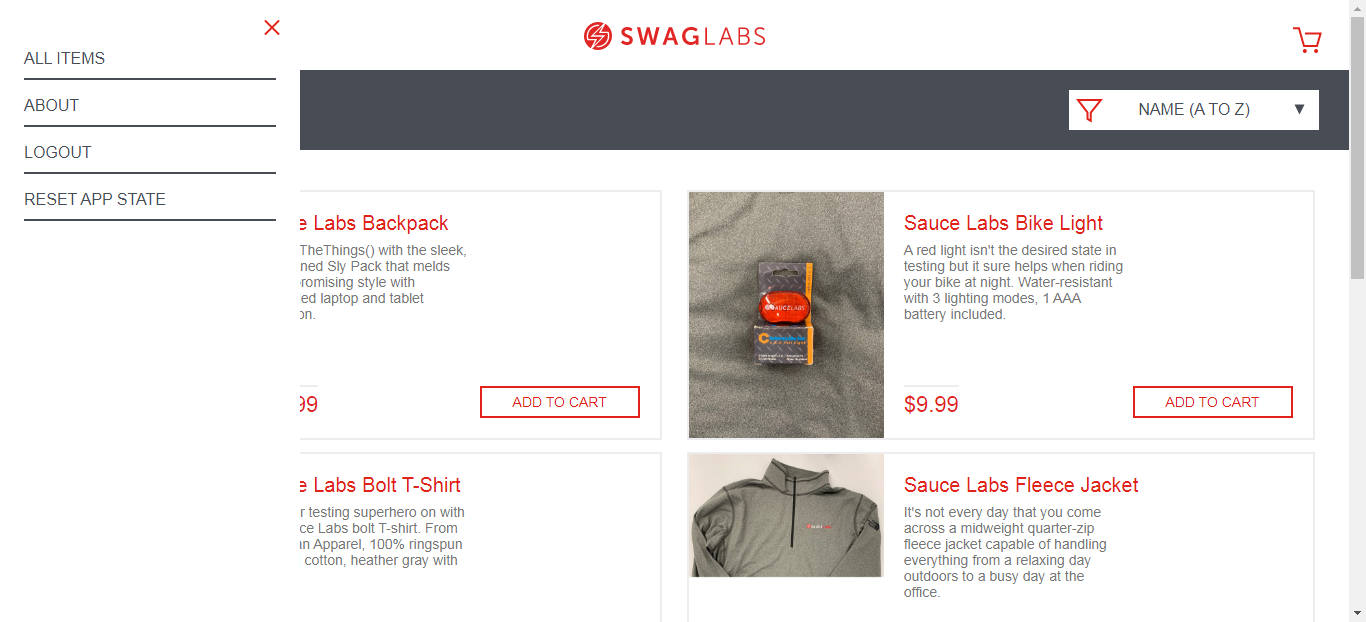 SWAGLABS
ALL ITEMS
ABOUT
LOGOUT
RESET APP STATE
NAME (A TO Z)
e Labs Backpack
TheThings() with the sleek,
ned Sly Pack that melds
romising style with
ed laptop and tablet
on.
99
ADD TO CART
Sauce Labs Bike Light
A red light isn't the desired state in
testing but it sure helps when riding
your bike at night. Water-resistant
with 3 lighting modes, 1 AAA
battery included.
$9.99
ADD TO CART
e Labs Bolt T-Shirt
r testing superhero on with
ce Labs bolt T-shirt. From
an Apparel, 100% ringspun
cotton, heather gray with
Sauce Labs Fleece Jacket
It's not every day that you come
across a midweight quarter-zip
fleece jacket capable of handling
everything from a relaxing day
outdoors to a busy day at the
office.